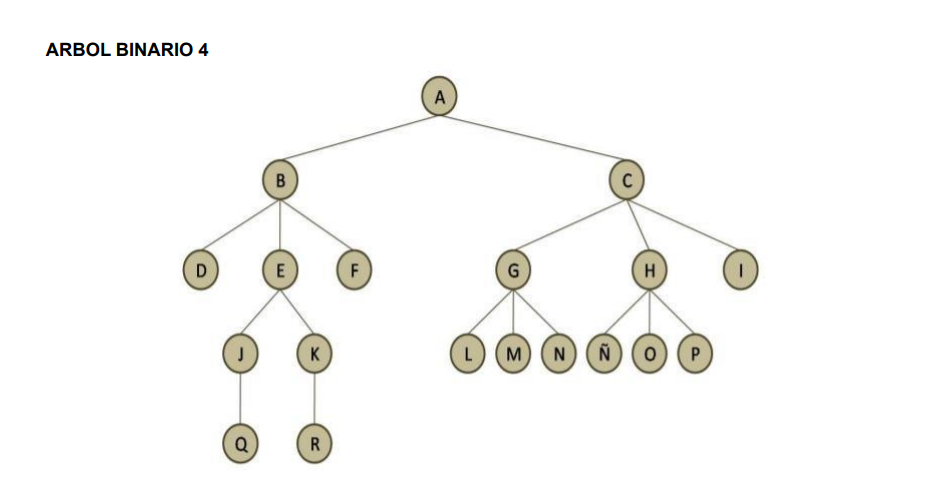 ARBOL BINARIO 4
A
B C
D E F G H I
J K L M N Ñ O P
Q R